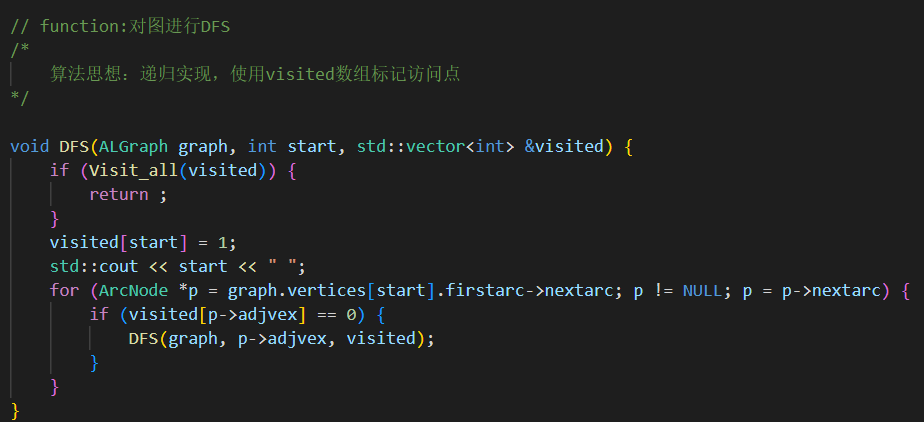 // function:对图进行DFS
/*
    算法思想：递归实现，使用visited数组标记访问点
*/
void DFS(ALGraph graph, int start, std::vector<int> &visited) {
    if (Visit_all(visited)) {
        return ;
    }
    visited[start] = 1;
    std::cout << start << " ";
    for (ArcNode *p = graph.vertices[start].firstarc->nextarc; p != NULL; p = p->nextarc) {
        if (visited[p->adjvex] == 0) {
            DFS(graph, p->adjvex, visited);
        }
    }
}